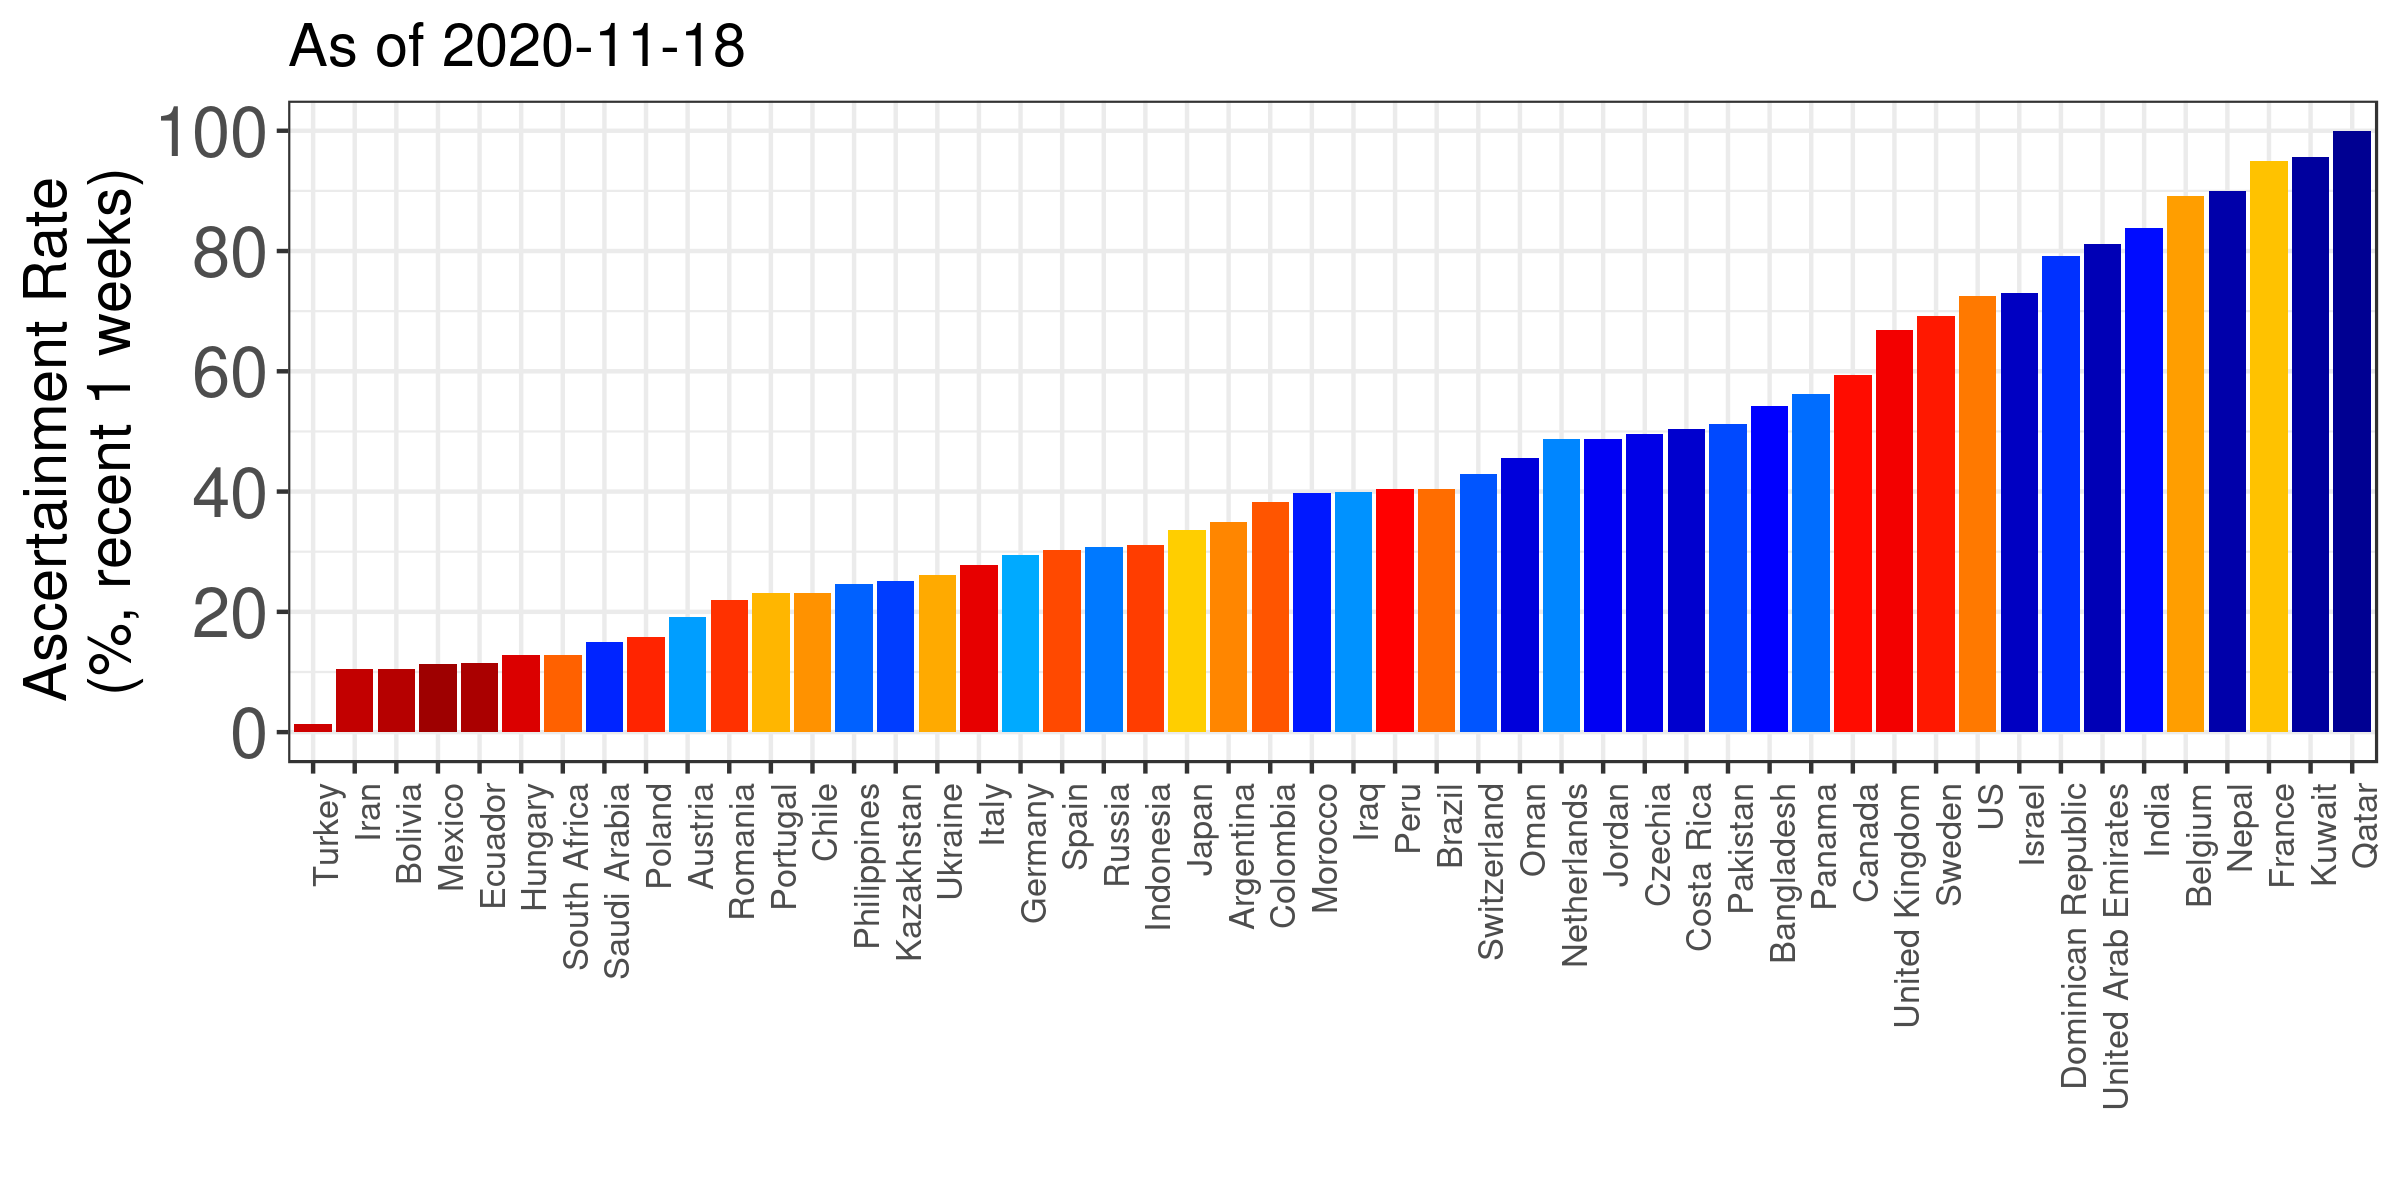 As of 2020-11-18
Ascertainment Rate
(%, recent 1 weeks)
100
80
60
40
20
0
Turkey
Iran
Bolivia
Mexico
Ecuador
Hungary
South Africa
Saudi Arabia
Poland
Austria
Romania
Portugal
Chile
Philippines
Kazakhstan
Ukraine
Italy
Germany
Spain
Russia
Indonesia
Japan
Argentina
Colombia
Morocco
Iraq
Peru
Brazil
Switzerland
Oman
Netherlands
Jordan
Czechia
Costa Rica
Pakistan
Bangladesh
Panama
Canada
United Kingdom
Sweden
US
Israel
Dominican Republic
United Arab Emirates
India
Belgium
Nepal
France
Kuwait
Qatar